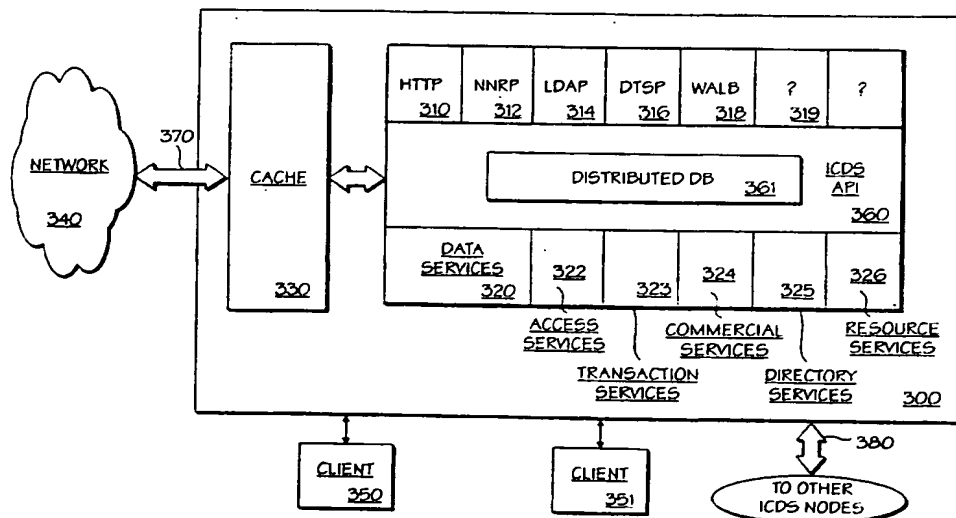 HTTP
310
NNRP
312
LDAP
314
DTSP
316
WALB
318
?
319
?
370
NETWORK
340
CACHE
330
DISTRIBUTED DB
361
ICDS
API
360
DATA
SERVICES
320
322
323
324
325
326
ACCESS
SERVICES
COMMERCIAL
SERVICES
RESOURCE
SERVICES
TRANSACTION
SERVICES
DIRECTORY
SERVICES
300
380
CLIENT
350
CLIENT
351
TO OTHER
ICDS NODES